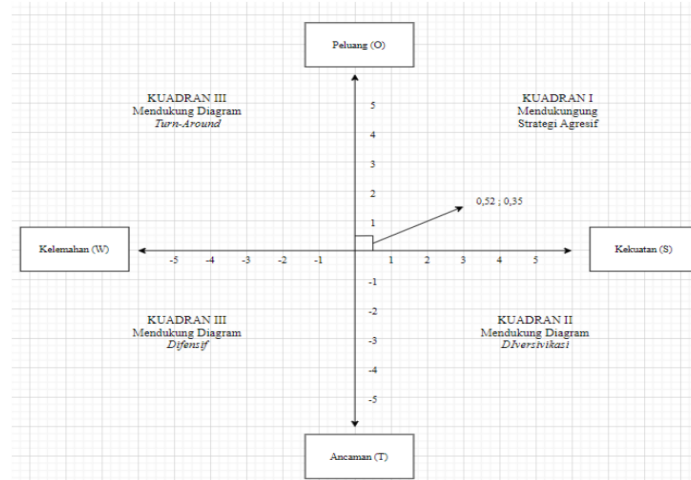 Peluang (O)
KUADRAN III
Mendukung Diagram
Turn-Around
KUADRAN I
Mendukungung
Strategi Agresif
5
4
3
2
1
0,52 ; 0,35
Kelemahan (W)
-5 -4 -3 -2 -1
1 2 3 4 5
Kekuatan (S)
-1
-2
-3
-4
-5
KUADRAN III
Mendukung Diagram
Difensif
KUADRAN II
Mendukung Diagram
DIversivikasi
Ancaman (T)